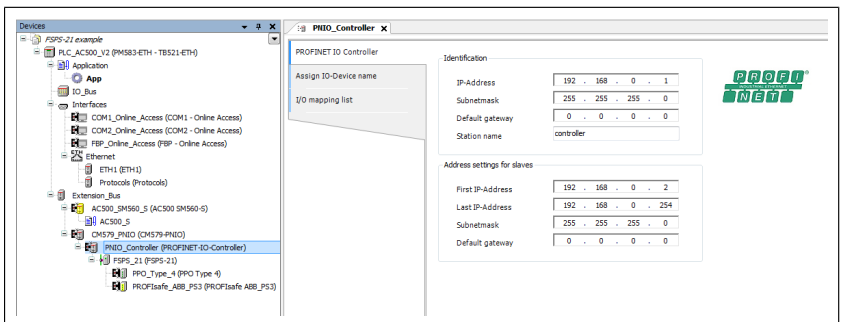 Devices
FSPS-21 example
PLC_AC500_V2 (PM583-ETH - TB521-ETH)
Application
App
IO_Bus
Interfaces
COM1_Online_Access (COM1 - Online Access)
COM2_Online_Access (COM2 - Online Access)
FBP_Online_Access (FBP - Online Access)
ETH
Ethernet
ETH1 (ETH1)
Protocols (Protocols)
Extension_Bus
AC500_SM560_S (AC500 SM560-S)
AC500_S
CM579_PNIO (CM579-PNIO)
PNIO_Controller (PROFINET-IO-Controller)
FSPS_21 (FSPS-21)
PPO_Type_4 (PPO Type 4)
PROFIsafe_ABB_PS3 (PROFIsafe ABB_PS3)
PNIO_Controller
PROFINET IO Controller
Assign IO-Device name
I/O mapping list
Identification
IP-Address 192 . 168 . 0 . 1
Subnetmask 255 . 255 . 255 . 0
Default gateway 0 . 0 . 0 . 0
Station name controller
Address settings for slaves
First IP-Address 192 . 168 . 0 . 2
Last IP-Address 192 . 168 . 0 . 254
Subnetmask 255 . 255 . 255 . 0
Default gateway 0 . 0 . 0 . 0
PROFI
INDUSTRIAL ETHERNET
NET